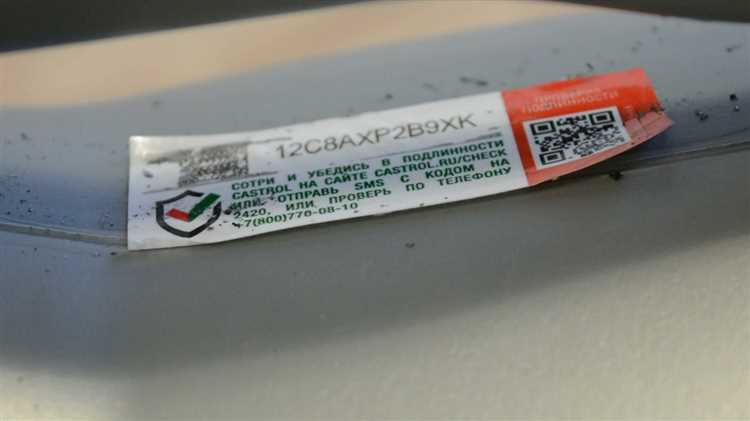 12C8AXP2B9XK
СОТРИ И УБЕДИСЬ В ПОДЛИННОСТИ
CASTROL НА САЙТЕ CASTROL.RU/CHECK
ИЛИ ОТПРАВЬ SMS С КОДОМ НА
2420, ИЛИ ПРОВЕРЬ ПО ТЕЛЕФОНУ
+7(800)770-08-10
ПРОВЕРКА
ПОДЛИННОСТИ